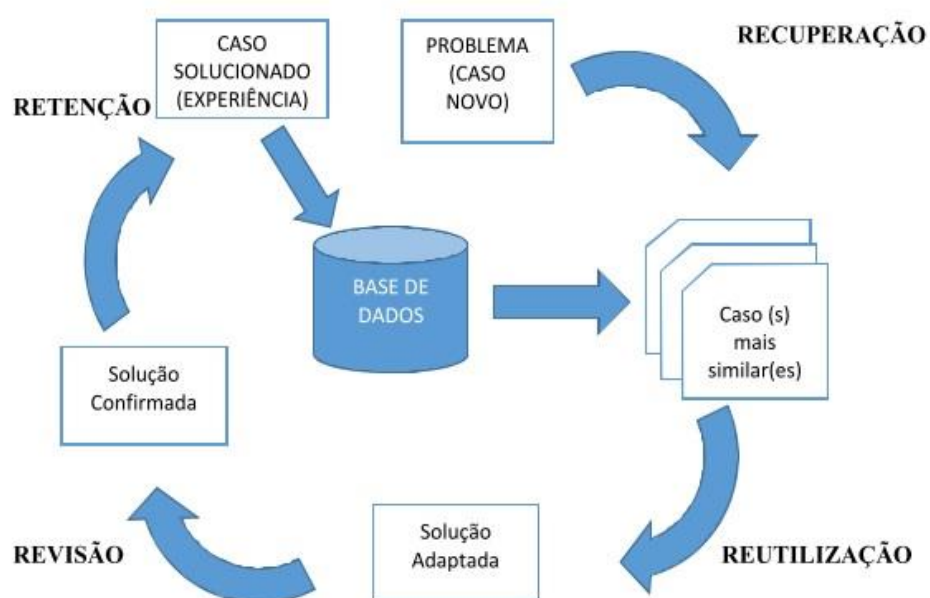 CASO
SOLUCIONADO
(EXPERIÊNCIA)
PROBLEMA
(CASO
NOVO)
RECUPERAÇÃO
RETENÇÃO
BASE DE
DADOS
Caso (s)
mais
similar(es)
Solução
Confirmada
Solução
Adaptada
REVISÃO
REUTILIZAÇÃO